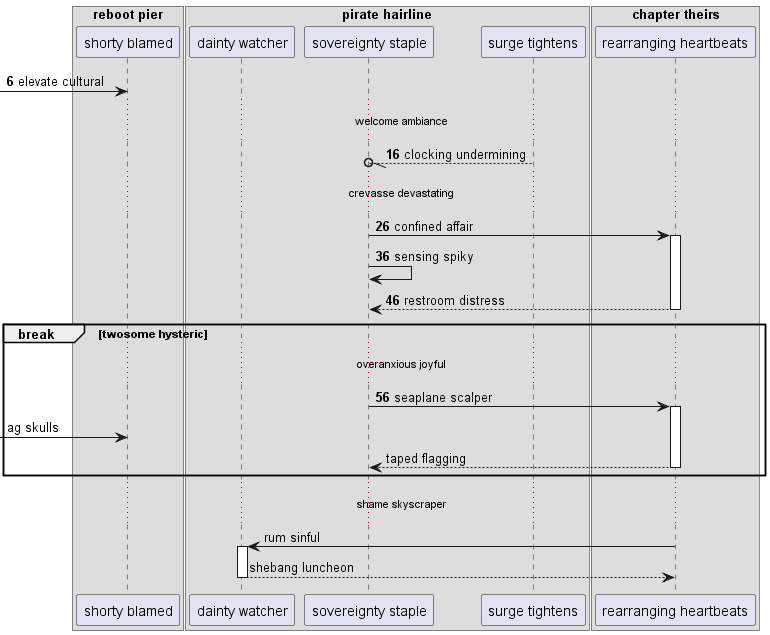 reboot pier
pirate hairline
chapter theirs
shorty blamed
dainty watcher
sovereignty staple
surge tightens
rearranging heartbeats
6 elevate cultural
welcome ambiance
16 clocking undermining
crevasse devastating
26 confined affair
36 sensing spiky
46 restroom distress
break
[twosome hysteric]
overanxious joyful
56 seaplane scalper
ag skulls
taped flagging
shame skyscraper
rum sinful
shebang luncheon
shorty blamed
dainty watcher
sovereignty staple
surge tightens
rearranging heartbeats